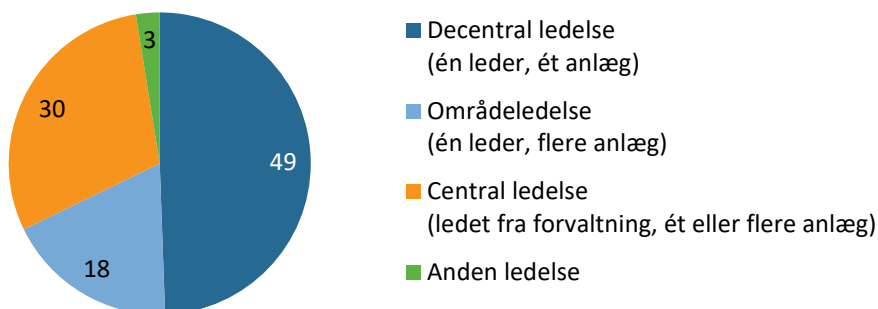 3
30
49
18
Decentral ledelse
(én leder, ét anlæg)
Områdeledelse
(én leder, flere anlæg)
Central ledelse
(ledet fra forvaltning, ét eller flere anlæg)
Anden ledelse